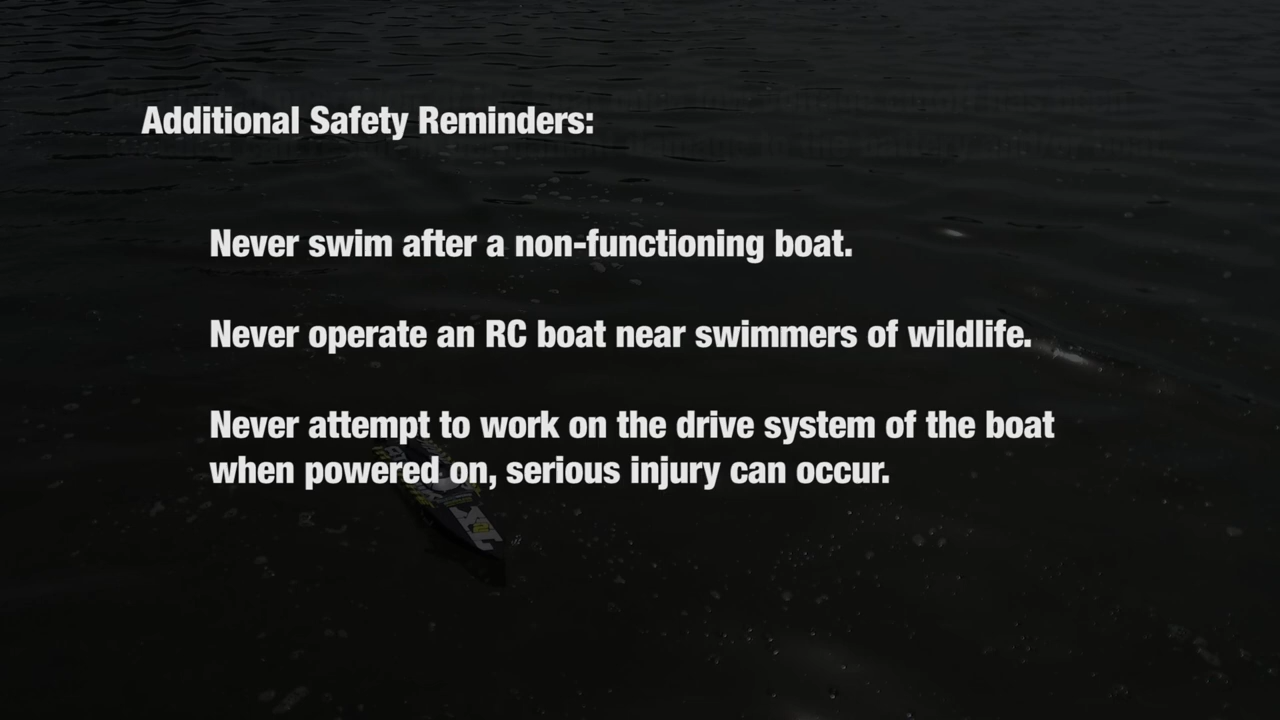 Additional Safety Reminders:
Never swim after a non-functioning boat.
Never operate an RC boat near swimmers of wildlife.
Never attempt to work on the drive system of the boat
when powered on, serious injury can occur.